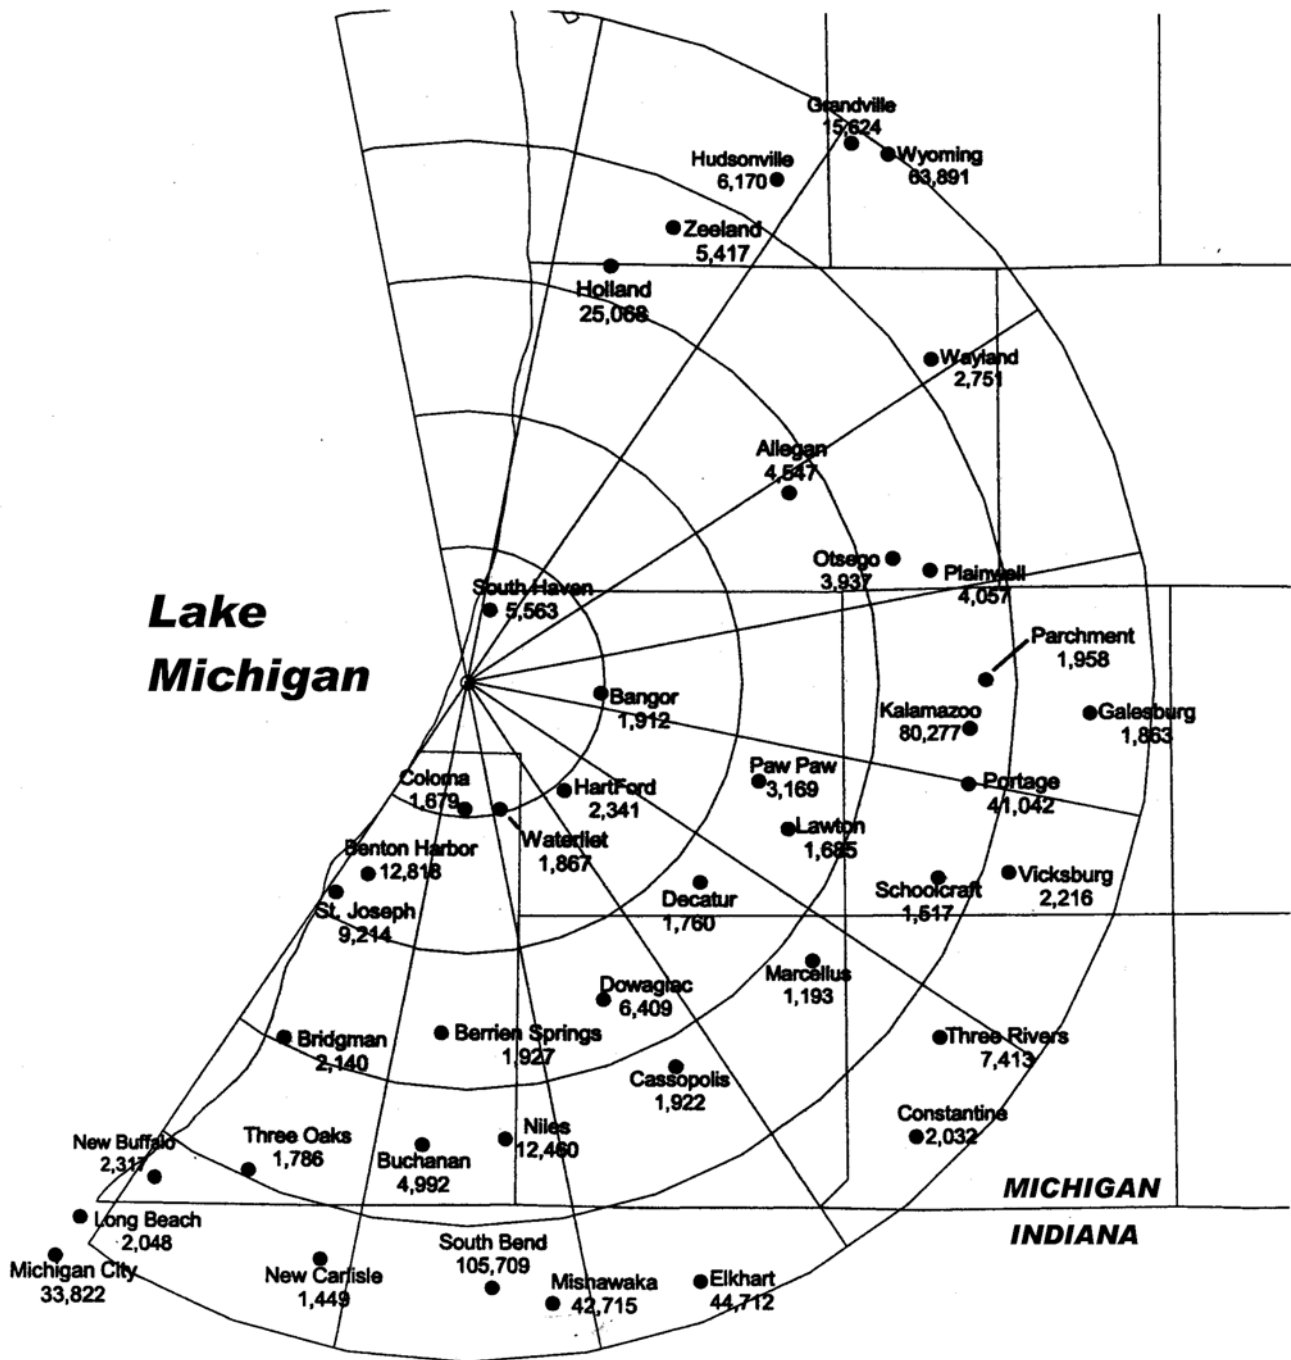 Grandville
15,624
Hudsonville
6,170
Wyoming
63,891
Zeeland
5,417
Holland
25,068
Wayland
2,751
Allegan
4,547
Otsego
3,937
Plainwell
4,057
South Haven
5,563
Lake
Michigan
Parchment
1,958
Bangor
1,912
Kalamazoo
80,277
Galesburg
1,863
Paw Paw
3,169
Portage
41,042
Coloma
1,679
HartFord
2,341
Waterliet
1,867
Lawton
1,685
Benton Harbor
12,818
St. Joseph
9,214
Decatur
1,760
Schoolcraft
1,517
Vicksburg
2,216
Marcellus
1,193
Dowagiac
6,409
Bridgman
2,140
Berrien Springs
1,927
Three Rivers
7,413
Cassopolis
1,922
Constantine
2,032
New Buffalo
2,317
Three Oaks
1,786
Buchanan
4,992
Niles
12,460
MICHIGAN
INDIANA
Long Beach
2,048
Michigan City
33,822
New Carlisle
1,449
South Bend
105,709
Mishawaka
42,715
Elkhart
44,712